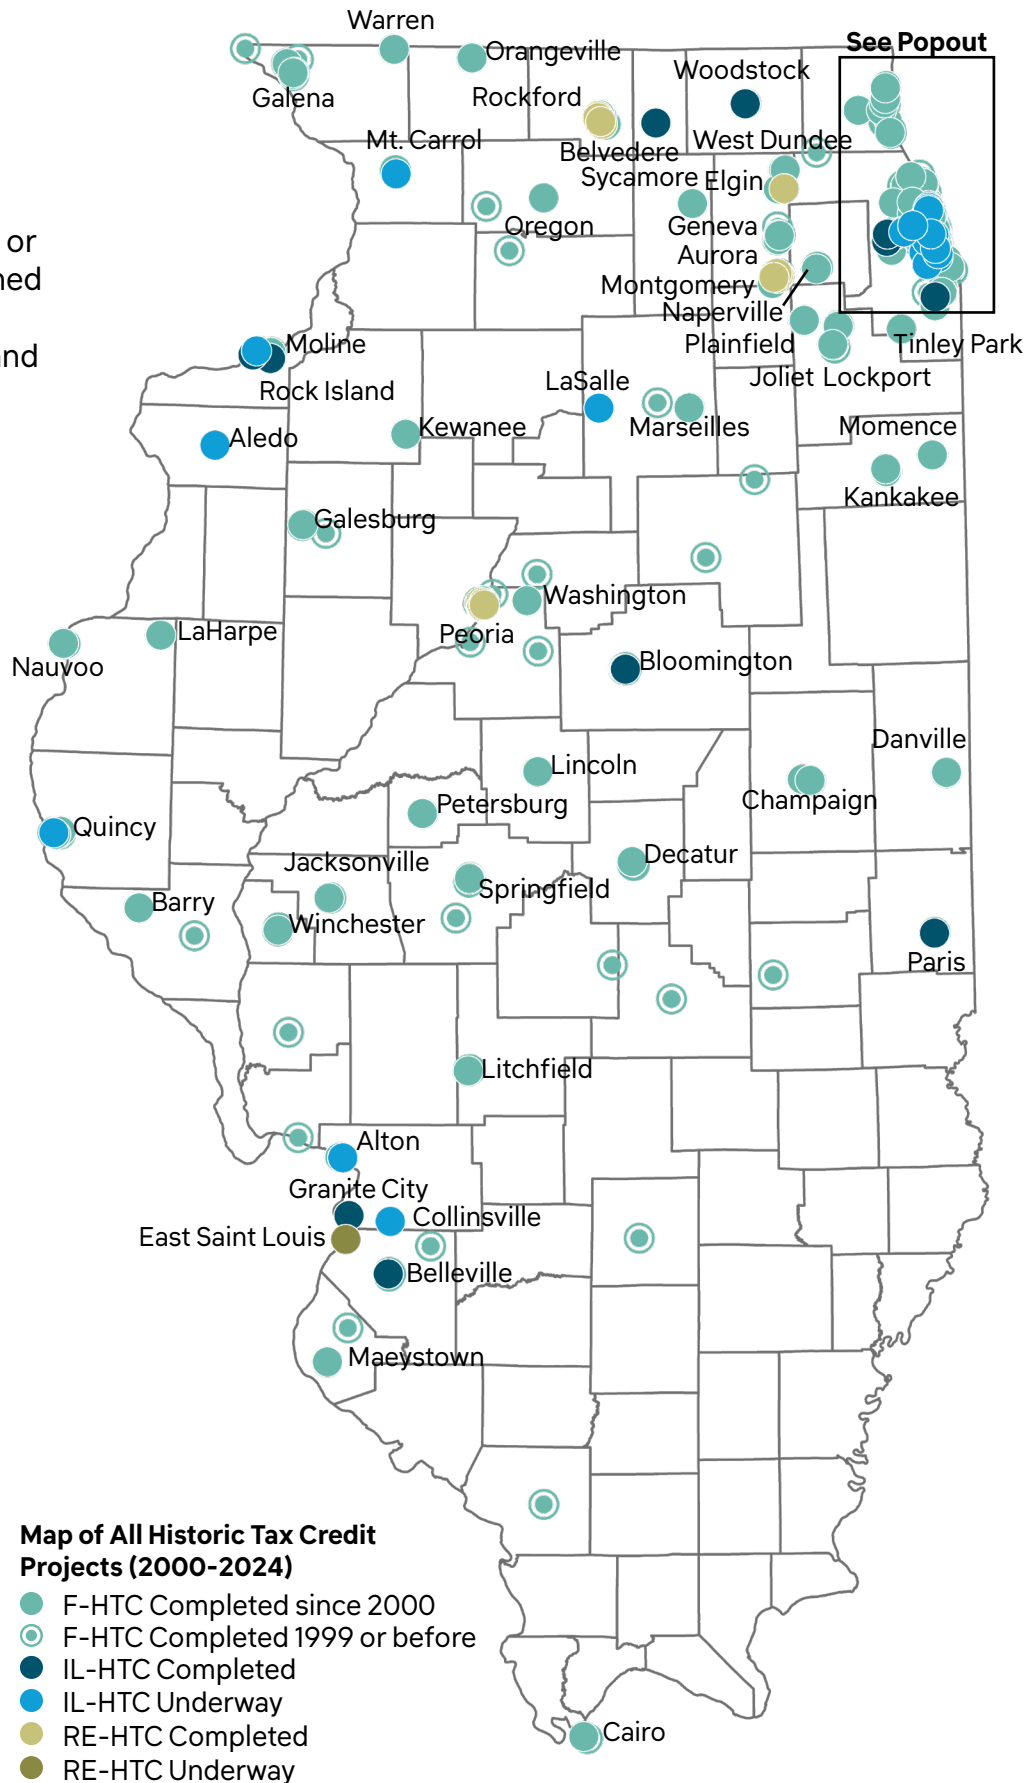 Warren
See Popout
Orangeville
Woodstock
Galena
Rockford
Mt. Carrol
West Dundee
Belvedere
Sycamore
Elgin
Oregon
Geneva
Aurora
Montgomery
Naperville
or
ned
nd
Moline
Plainfield
Tinley Park
Rock Island
LaSalle
Joliet
Lockport
Aledo
Kewanee
Marseilles
Momence
Kankakee
Galesburg
Washington
Peoria
LaHarpe
Nauvoo
Bloomington
Danville
Lincoln
Champaign
Petersburg
Quincy
Jacksonville
Decatur
Springfield
Barry
Winchester
Paris
Litchfield
Alton
Granite City
Collinsville
East Saint Louis
Belleville
Maeystown
Map of All Historic Tax Credit
Projects (2000-2024)
F-HTC Completed since 2000
F-HTC Completed 1999 or before
IL-HTC Completed
IL-HTC Underway
RE-HTC Completed
RE-HTC Underway
Cairo